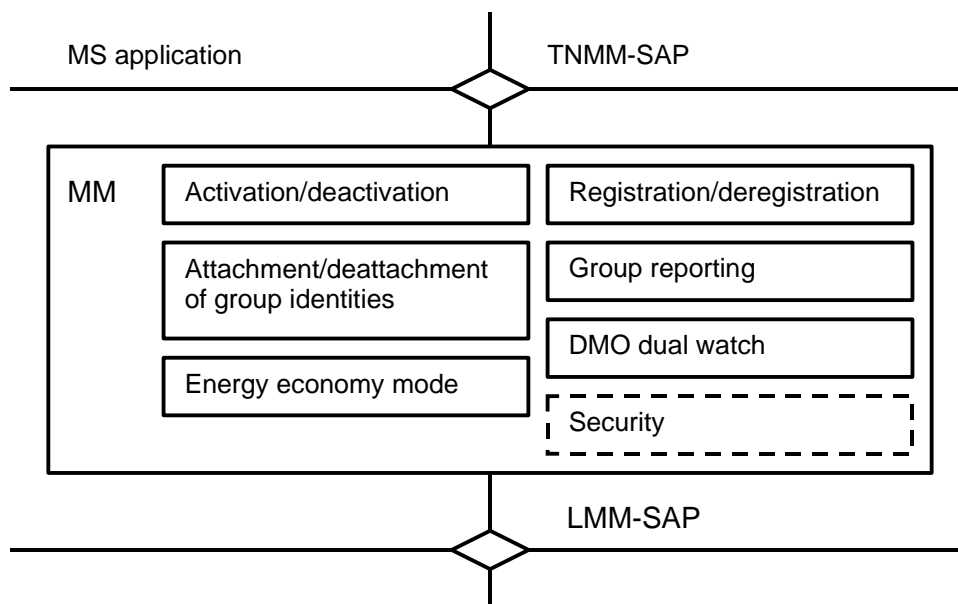 MS application
TNMM-SAP
MM
Activation/deactivation
Registration/deregistration
Attachment/deattachment
of group identities
Group reporting
DMO dual watch
Energy economy mode
Security
LMM-SAP